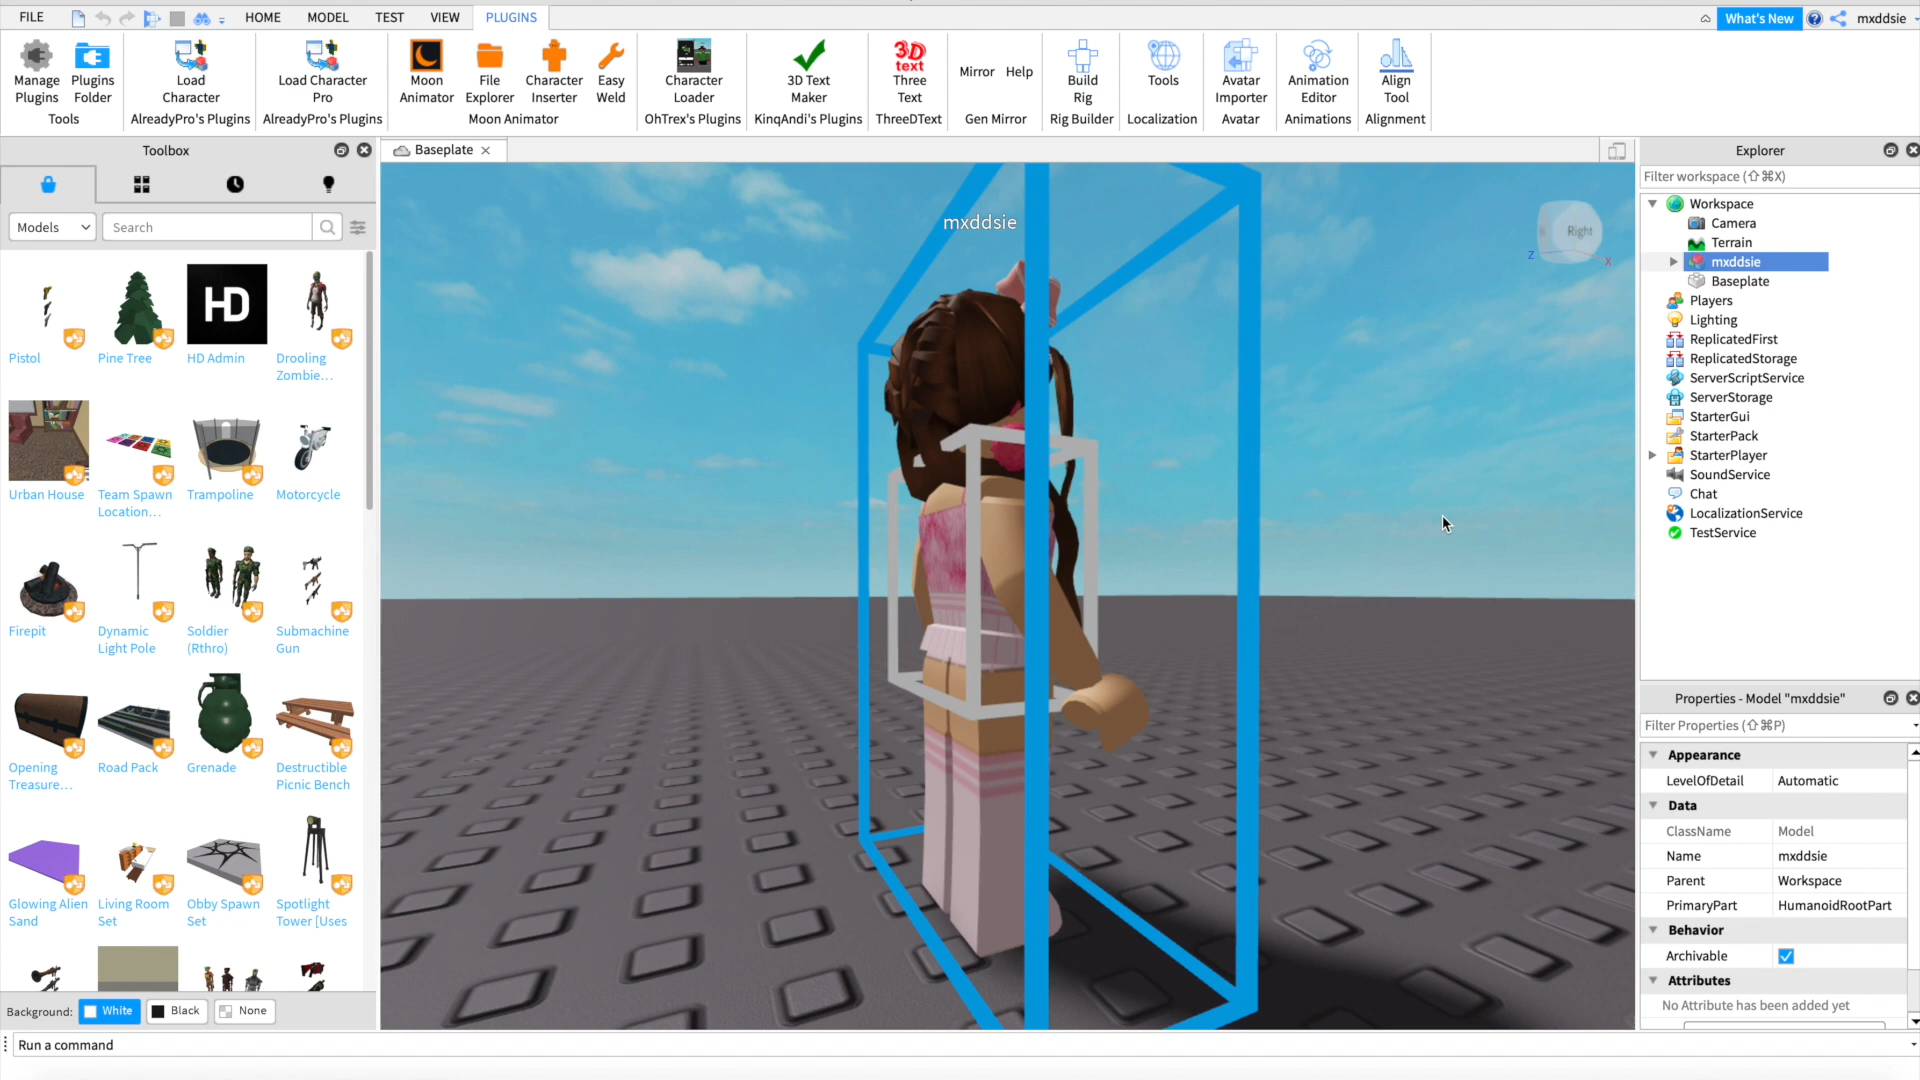 FILE HOME MODEL TEST VIEW PLUGINS What's New mxddsie
Manage Plugins
Plugins Folder
Tools
Load Character
AlreadyPro's Plugins
Load Character Pro
AlreadyPro's Plugins
Moon Animator
File Explorer
Character Inserter
Easy Weld
Moon Animator
Character Loader
OhTrex's Plugins
3D Text Maker
KinqAndi's Plugins
3D text
Three Text
ThreeDText
Mirror Help
Gen Mirror
Build Rig
Rig Builder
Tools
Localization
Avatar Importer
Avatar
Animation Editor
Animations
Align Tool
Alignment
Toolbox
Models Search
Pistol
Pine Tree
HD
HD Admin
Drooling Zombie...
Urban House
Team Spawn Location...
Trampoline
Motorcycle
Firepit
Dynamic Light Pole
Soldier (Rthro)
Submachine Gun
Opening Treasure...
Road Pack
Grenade
Destructible Picnic Bench
Glowing Alien Sand
Living Room Set
Obby Spawn Set
Spotlight Tower [Uses
Background: White Black None
Run a command
Baseplate
mxddsie
Right
Z
X
Explorer
Filter workspace (⇧⌘X)
Workspace
Camera
Terrain
mxddsie
Baseplate
Players
Lighting
ReplicatedFirst
ReplicatedStorage
ServerScriptService
ServerStorage
StarterGui
StarterPack
StarterPlayer
SoundService
Chat
LocalizationService
TestService
Properties - Model "mxddsie"
Filter Properties (⇧⌘P)
Appearance
LevelOfDetail Automatic
Data
ClassName Model
Name mxddsie
Parent Workspace
PrimaryPart HumanoidRootPart
Behavior
Archivable
Attributes
No Attribute has been added yet